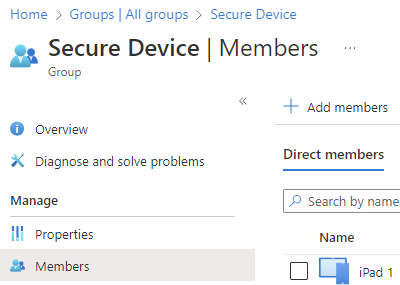 Home > Groups | All groups > Secure Device >
Secure Device | Members ...
Group
«
Overview
Diagnose and solve problems
Manage
Properties
Members
+ Add members
Direct members
Search by name
Name
iPad 1